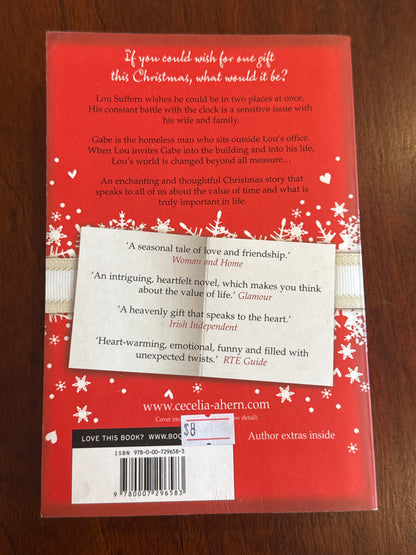 If you could wish for one gift
this Christmas, what would it be?
Lou Suffern wishes he could be in two places at once.
His constant battle with the clock is a sensitive issue with
his wife and family.
Gabe is the homeless man who sits outside Lou's office.
When Lou invites Gabe into the building and into his life,
Lou's world is changed beyond all measure…
An enchanting and thoughtful Christmas story that
speaks to all of us about the value of time and what is
truly important in life.
'A seasonal tale of love and friendship.'
Woman and Home
'An intriguing, heartfelt novel, which makes you think
about the value of life.' Glamour
'A heavenly gift that speaks to the heart.'
Irish Independent
'Heart-warming, emotional, funny and filled with
unexpected twists.' RTÉ Guide
www.cecelia-ahern.com
Cover detail)
$8
LOVE THIS BOOK? WWW.BOO
Author extras inside
ISBN 978-0-00-729658-3
9 780007 296583